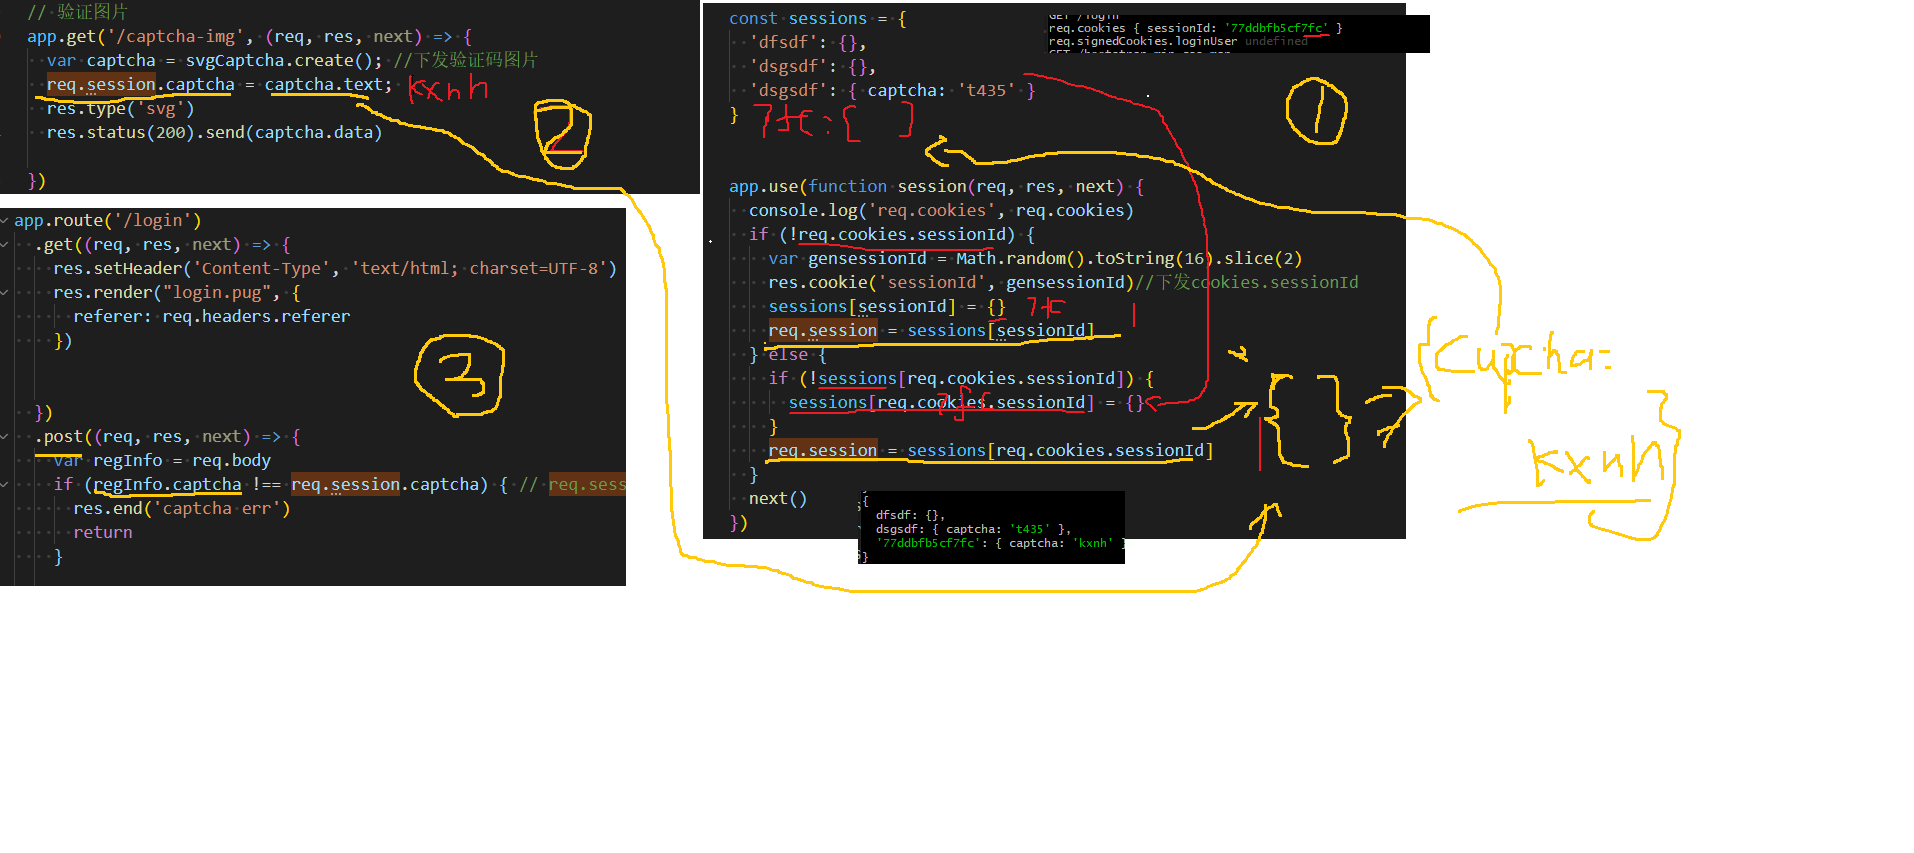 // 验证图片
app.get('/captcha-img', (req, res, next) => {
var captcha = svgCaptcha.create(); //下发验证码图片
req.session.captcha = captcha.text; kxnh
res.type('svg')
res.status(200).send(captcha.data)
})
2
app.route('/login')
.get((req, res, next) => {
res.setHeader('Content-Type', 'text/html; charset=UTF-8')
res.render("login.pug", {
referer: req.headers.referer
})
3
})
.post((req, res, next) => {
var regInfo = req.body
if (regInfo.captcha !== req.session.captcha) { // req.sess
res.end('captcha err')
return
}
const sessions = {
'dfsdf': {},
'dsgsdf': {},
'dsgsdf': { captcha: 't435' }
}
GET /login
req.cookies { sessionId: '77ddbfb5cf7fc' }
req.signedCookies.loginUser undefined
1
app.use(function session(req, res, next) {
console.log('req.cookies', req.cookies)
if (!req.cookies.sessionId) {
var gensessionId = Math.random().toString(16).slice(2)
res.cookie('sessionId', gensessionId)//下发cookies.sessionId
sessions[sessionId] = {}
req.session = sessions[sessionId]
} else {
if (!sessions[req.cookies.sessionId]) {
sessions[req.cookies.sessionId] = {}
}
req.session = sessions[req.cookies.sessionId]
}
next()
})
{
dfsdf: {},
dsgsdf: { captcha: 't435' },
'77ddbfb5cf7fc': { captcha: 'kxnh' }
}
{ }
{Cupcha:
kxnh }